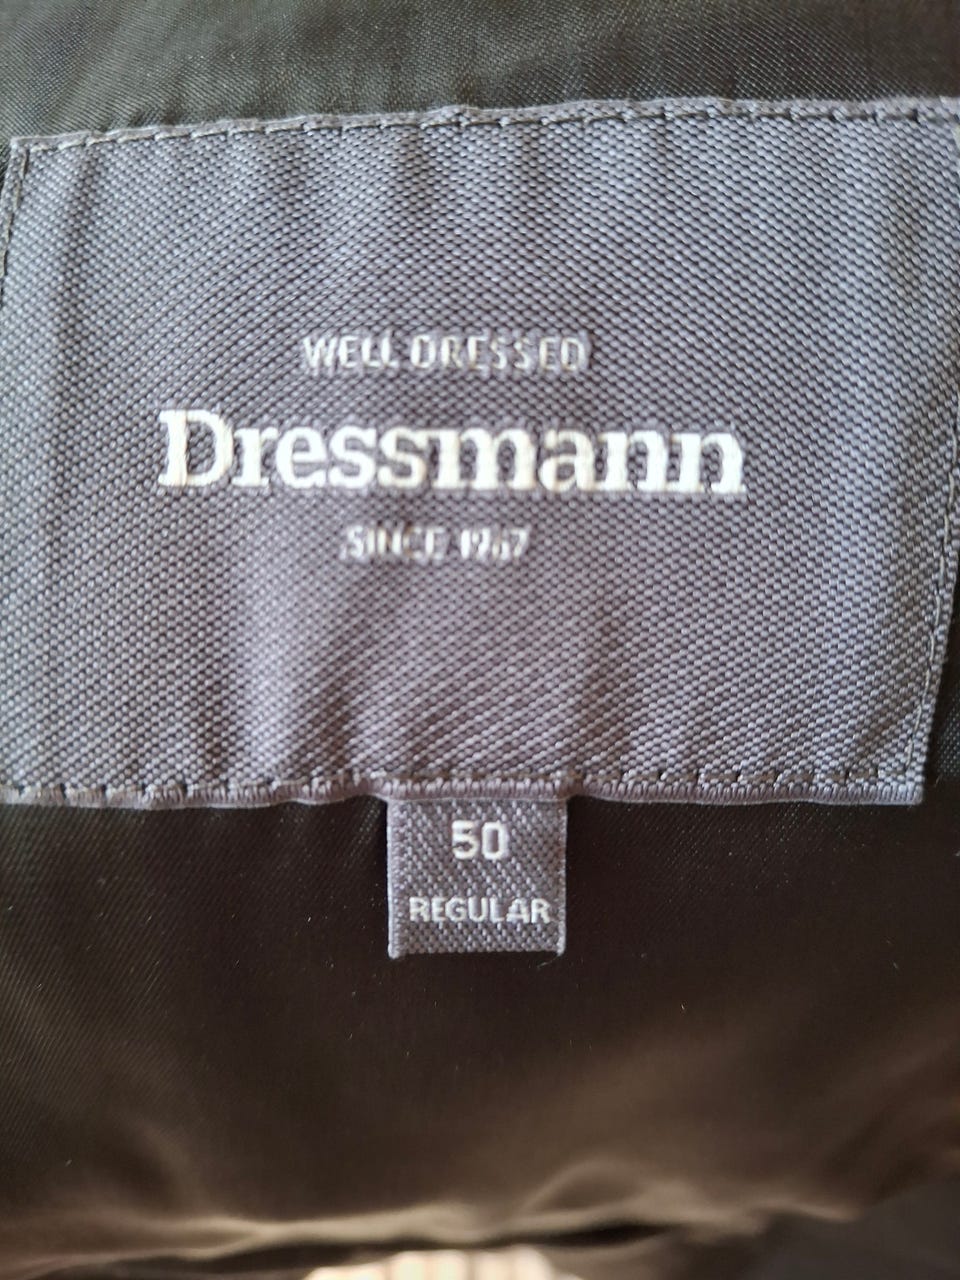 WELL DRESSED
Dressmann
SINCE 1967
50
REGULAR